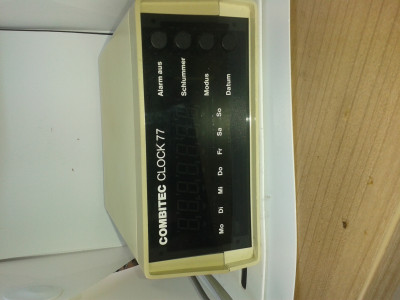 COMBITEC CLOCK 77
Alarm aus
Schlummer
Modus
Datum
Mo Di Mi Do Fr Sa So